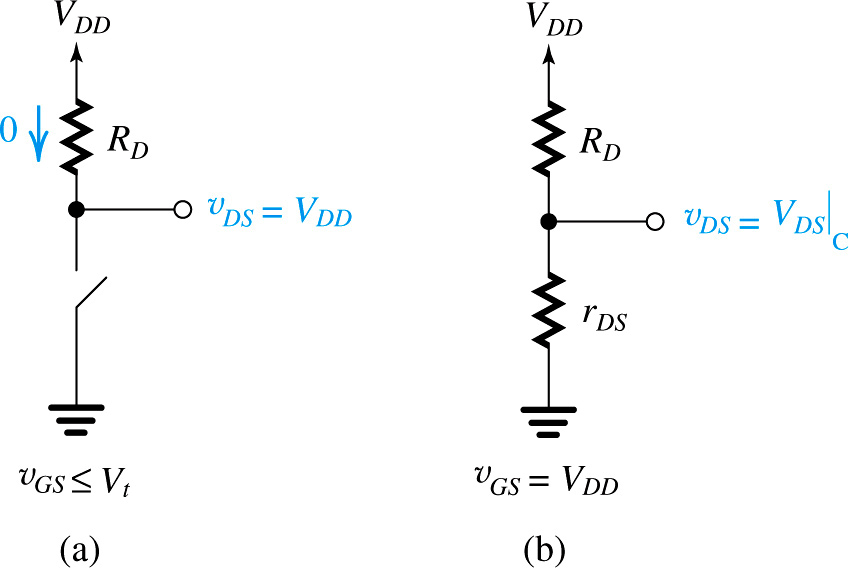 V_DD
0
R_D
v_DS = V_DD
v_GS ≤ V_t
(a)
V_DD
R_D
v_DS = V_DS|_C
r_DS
v_GS = V_DD
(b)